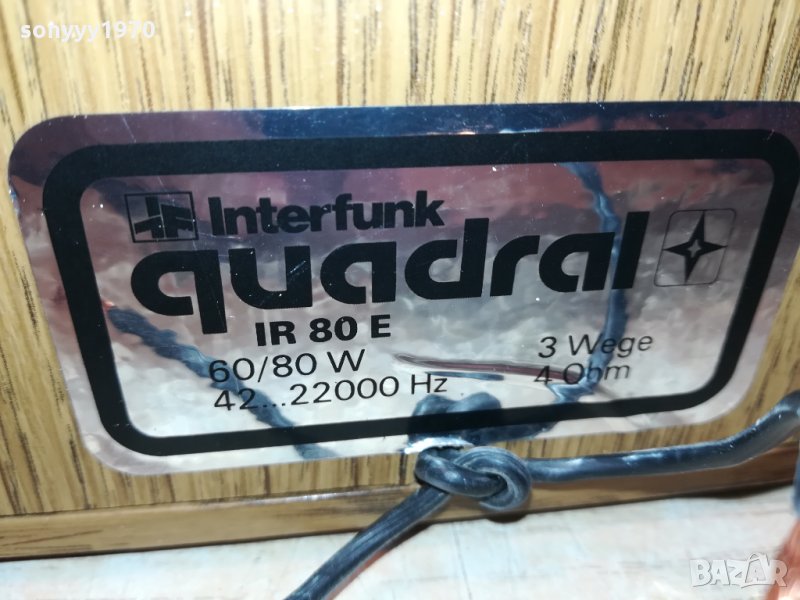 sohyyy1970
Interfunk
quadral
IR 80 E
60/80 W
3 Wege
42...22000 Hz
4 Ohm
BAZAR